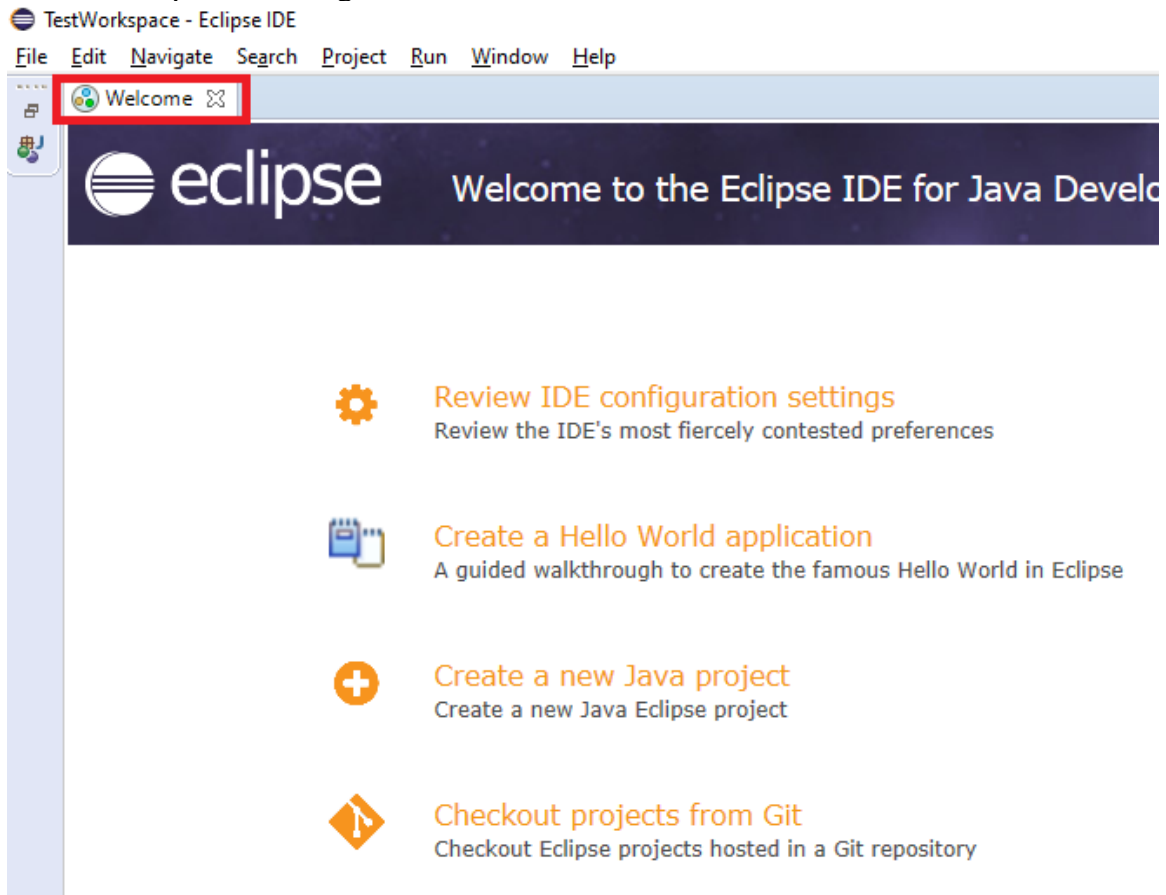 TestWorkspace - Eclipse IDE
File Edit Navigate Search Project Run Window Help
Welcome
eclipse Welcome to the Eclipse IDE for Java Develo
Review IDE configuration settings
Review the IDE's most fiercely contested preferences
Create a Hello World application
A guided walkthrough to create the famous Hello World in Eclipse
Create a new Java project
Create a new Java Eclipse project
Checkout projects from Git
Checkout Eclipse projects hosted in a Git repository